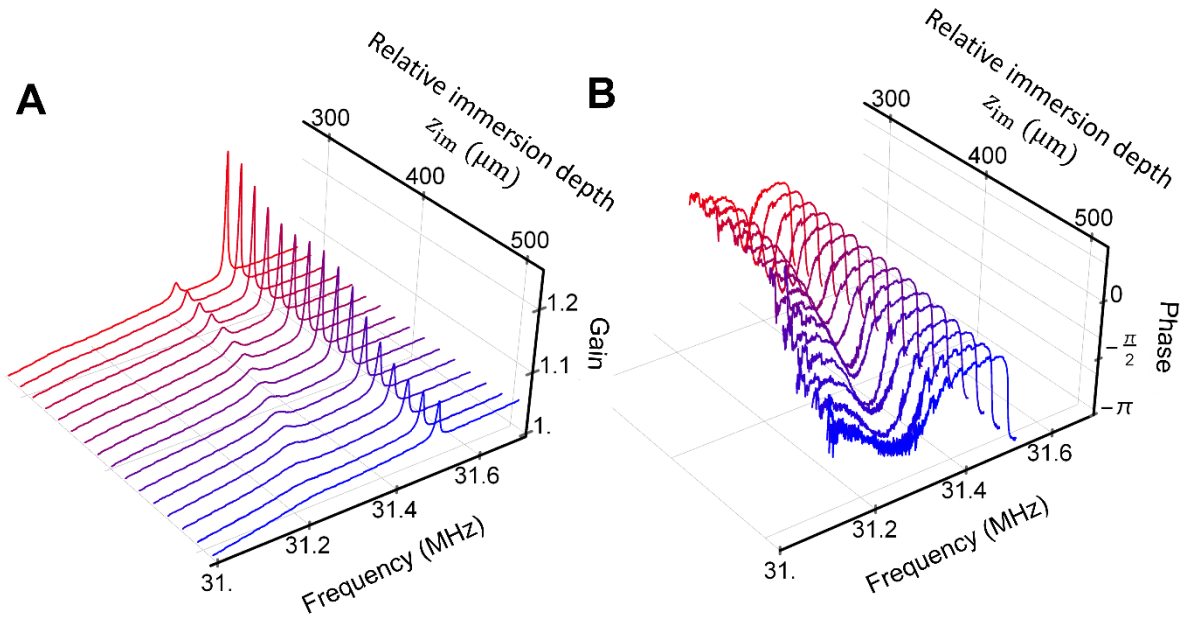 A
Relative immersion depth
z_im (μm)
300
400
500
1.2
1.1
1.
Gain
31.
31.2
31.4
31.6
Frequency (MHz)
B
Relative immersion depth
z_im (μm)
300
400
500
0
−π/2
−π
Phase
31.
31.2
31.4
31.6
Frequency (MHz)